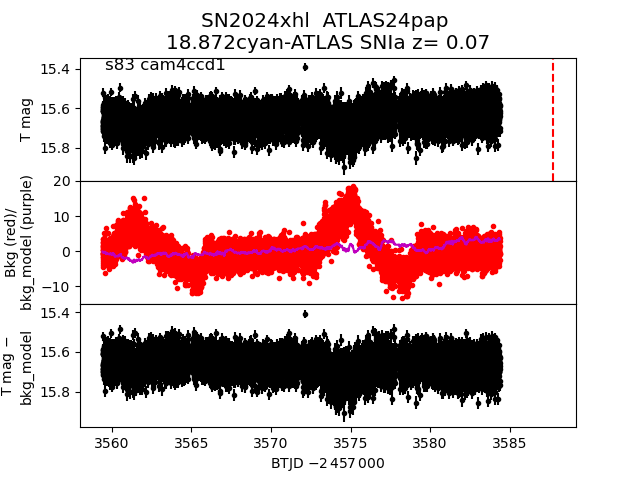 SN2024xhl  ATLAS24pap
18.872cyan-ATLAS SNIa z= 0.07
s83 cam4ccd1
15.4
15.6
15.8
T mag
20
10
0
−10
Bkg (red)/
bkg_model (purple)
15.4
15.6
15.8
T mag −
bkg_model
3560 3565 3570 3575 3580 3585
BTJD −2 457 000